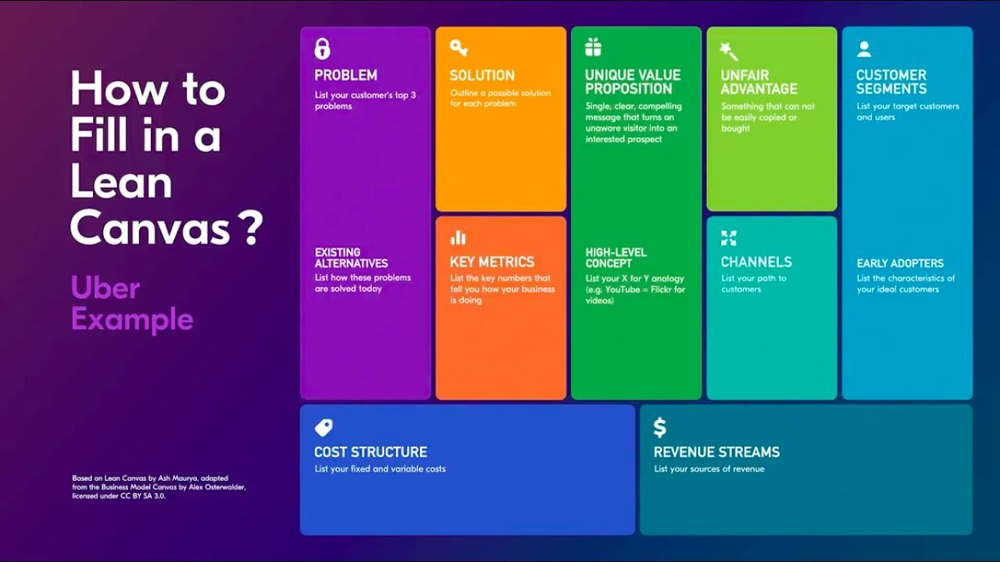 How to
Fill in a
Lean
Canvas ?
Uber
Example
Based on Lean Canvas by Ash Maurya, adapted
from the Business Model Canvas by Alex Osterwalder,
licensed under CC BY SA 3.0.
PROBLEM
List your customer's top 3
problems
EXISTING
ALTERNATIVES
List how these problems
are solved today
SOLUTION
Outline a possible solution
for each problem
KEY METRICS
List the key numbers that
tell you how your business
is doing
UNIQUE VALUE
PROPOSITION
Single, clear, compelling
message that turns an
unaware visitor into an
interested prospect
HIGH-LEVEL
CONCEPT
List your X for Y analogy
(e.g. YouTube = Flickr for
videos)
UNFAIR
ADVANTAGE
Something that can not
be easily copied or
bought
CHANNELS
List your path to
customers
CUSTOMER
SEGMENTS
List your target customers
and users
EARLY ADOPTERS
List the characteristics of
your ideal customers
COST STRUCTURE
List your fixed and variable costs
$
REVENUE STREAMS
List your sources of revenue